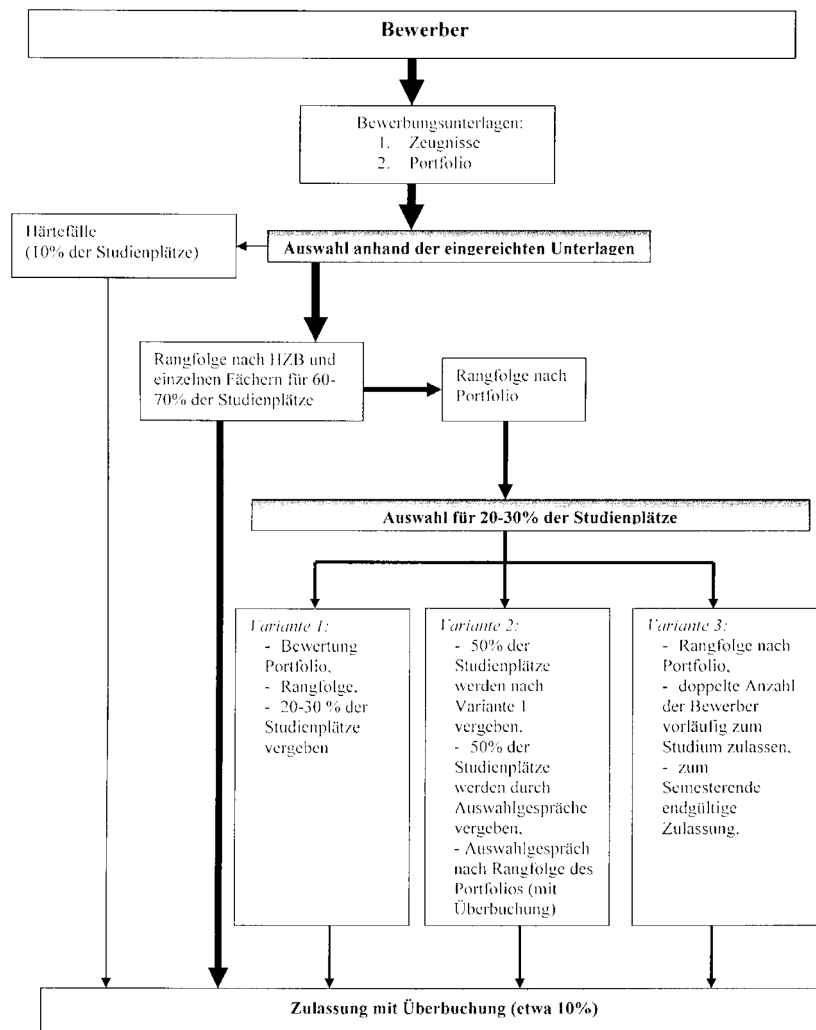 Bewerber
Bewerbungsunterlagen:
1. Zeugnisse
2. Portfolio
Härtefälle
(10% der Studienplätze)
Auswahl anhand der eingereichten Unterlagen
Rangfolge nach HZB und
einzelnen Fächern für 60-
70% der Studienplätze
Rangfolge nach
Portfolio
Auswahl für 20-30% der Studienplätze
Variante 1:
- Bewertung
Portfolio,
- Rangfolge,
- 20-30 % der
Studienplätze
vergeben
Variante 2:
- 50% der
Studienplätze
werden nach
Variante 1
vergeben,
- 50% der
Studienplätze
werden durch
Auswahlgespräche
vergeben,
- Auswahlgespräch
nach Rangfolge des
Portfolios (mit
Überbuchung)
Variante 3:
- Rangfolge nach
Portfolio,
- doppelte Anzahl
der Bewerber
vorläufig zum
Studium zulassen,
- zum
Semesterende
endgültige
Zulassung.
Zulassung mit Überbuchung (etwa 10%)